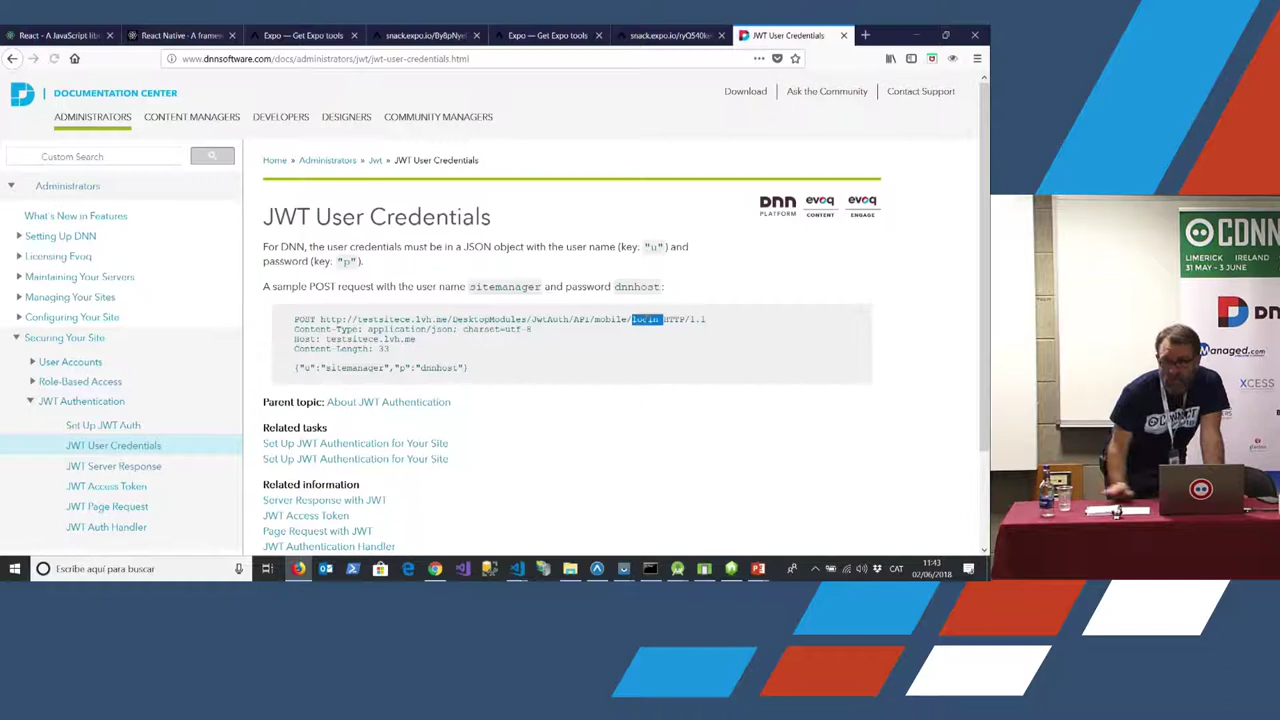 React - A JavaScript lib
React Native - A framew
Expo — Get Expo tools
snack.expo.io/By8pNyel
Expo — Get Expo tools
snack.expo.io/ryQ540ke
JWT User Credentials
www.dnnsoftware.com/docs/administrators/jwt/jwt-user-credentials.html
DOCUMENTATION CENTER
Download
Ask the Community
Contact Support
ADMINISTRATORS
CONTENT MANAGERS
DEVELOPERS
DESIGNERS
COMMUNITY MANAGERS
Custom Search
Administrators
What's New in Features
Setting Up DNN
Licensing Evoq
Maintaining Your Servers
Managing Your Sites
Configuring Your Site
Securing Your Site
User Accounts
Role-Based Access
JWT Authentication
Set Up JWT Auth
JWT User Credentials
JWT Server Response
JWT Access Token
JWT Page Request
JWT Auth Handler
Home » Administrators » Jwt » JWT User Credentials
DNN PLATFORM
evoq CONTENT
evoq ENGAGE
JWT User Credentials
For DNN, the user credentials must be in a JSON object with the user name (key: "u") and
password (key: "p").
A sample POST request with the user name sitemanager and password dnnhost:
POST http://testsitece.lvh.me/DesktopModules/JwtAuth/API/mobile/login HTTP/1.1
Content-Type: application/json; charset=utf-8
Host: testsitece.lvh.me
Content-Length: 33
{"u":"sitemanager","p":"dnnhost"}
Parent topic: About JWT Authentication
Related tasks
Set Up JWT Authentication for Your Site
Set Up JWT Authentication for Your Site
Related information
Server Response with JWT
JWT Access Token
Page Request with JWT
JWT Authentication Handler
Escribe aquí para buscar
CAT
11:43
02/06/2018
CDNN
LIMERICK IRELAND
31 MAY - 3 JUNE
D
Managed.com
XCESS